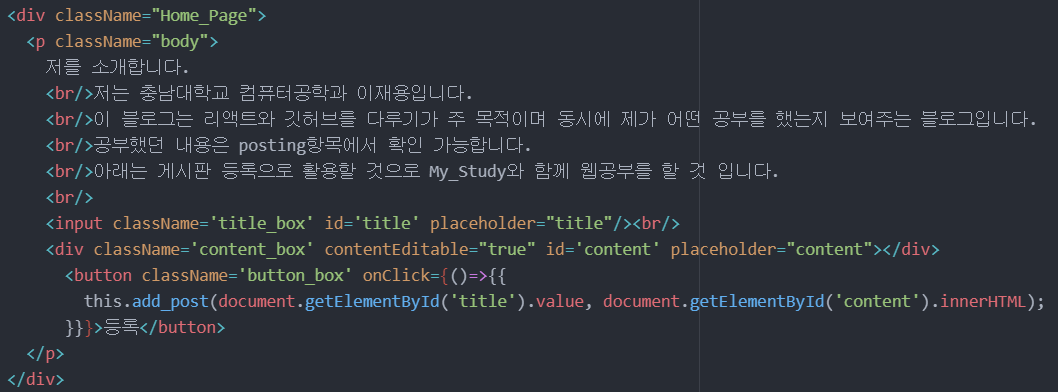 <div className="Home_Page">
<p className="body">
저를 소개합니다.
<br/>저는 충남대학교 컴퓨터공학과 이재용입니다.
<br/>이 블로그는 리액트와 깃허브를 다루기가 주 목적이며 동시에 제가 어떤 공부를 했는지 보여주는 블로그입니다.
<br/>공부했던 내용은 posting항목에서 확인 가능합니다.
<br/>아래는 게시판 등록으로 활용할 것으로 My_Study와 함께 웹공부를 할 것 입니다.
<br/>
<input className='title_box' id='title' placeholder="title"/><br/>
<div className='content_box' contentEditable="true" id='content' placeholder="content"></div>
<button className='button_box' onClick={()=>{{
this.add_post(document.getElementById('title').value, document.getElementById('content').innerHTML);
}}}>등록</button>
</p>
</div>